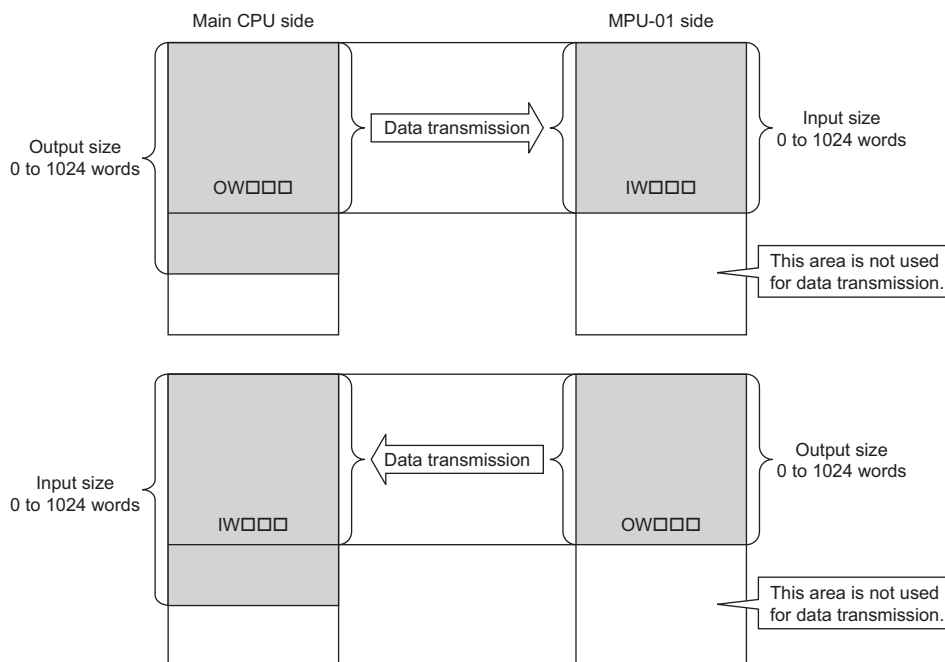 Main CPU side
MPU-01 side
Output size
0 to 1024 words
OW□□□
Data transmission
IW□□□
Input size
0 to 1024 words
This area is not used
for data transmission.
Input size
0 to 1024 words
IW□□□
Data transmission
OW□□□
Output size
0 to 1024 words
This area is not used
for data transmission.